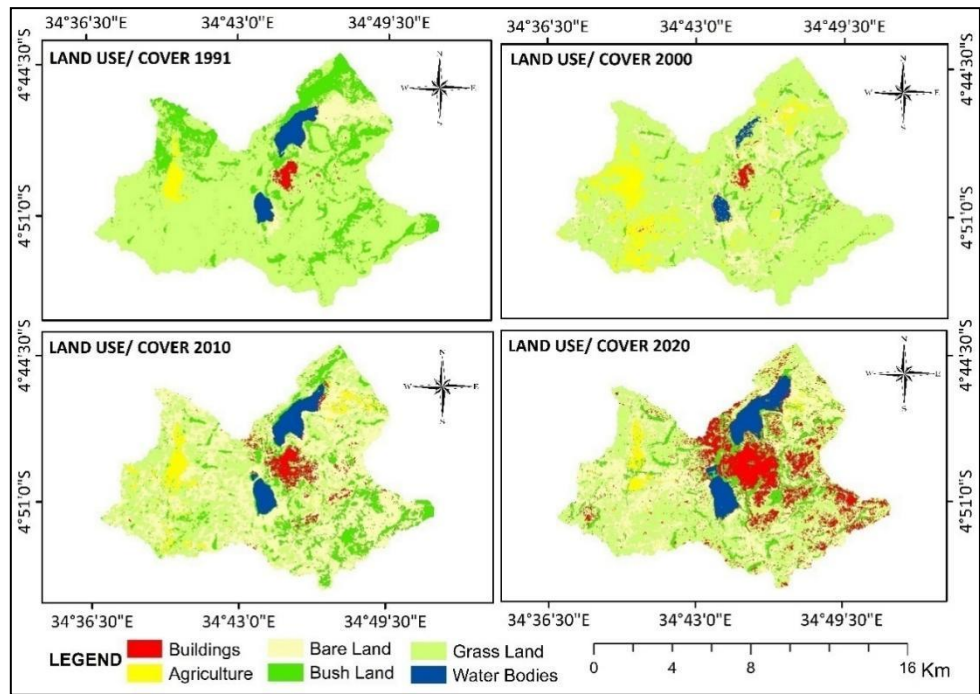 34°36'30"E 34°43'0"E 34°49'30"E 34°36'30"E 34°43'0"E 34°49'30"E
LAND USE/ COVER 1991
LAND USE/ COVER 2000
4°44'30"S
4°44'30"S
N
W E
S
N
W E
S
4°51'0"S
4°51'0"S
LAND USE/ COVER 2010
LAND USE/ COVER 2020
4°44'30"S
4°44'30"S
N
W E
S
N
W E
S
4°51'0"S
4°51'0"S
34°36'30"E 34°43'0"E 34°49'30"E 34°36'30"E 34°43'0"E 34°49'30"E
LEGEND
Buildings Bare Land Grass Land
Agriculture Bush Land Water Bodies
0 4 8 12 16 Km